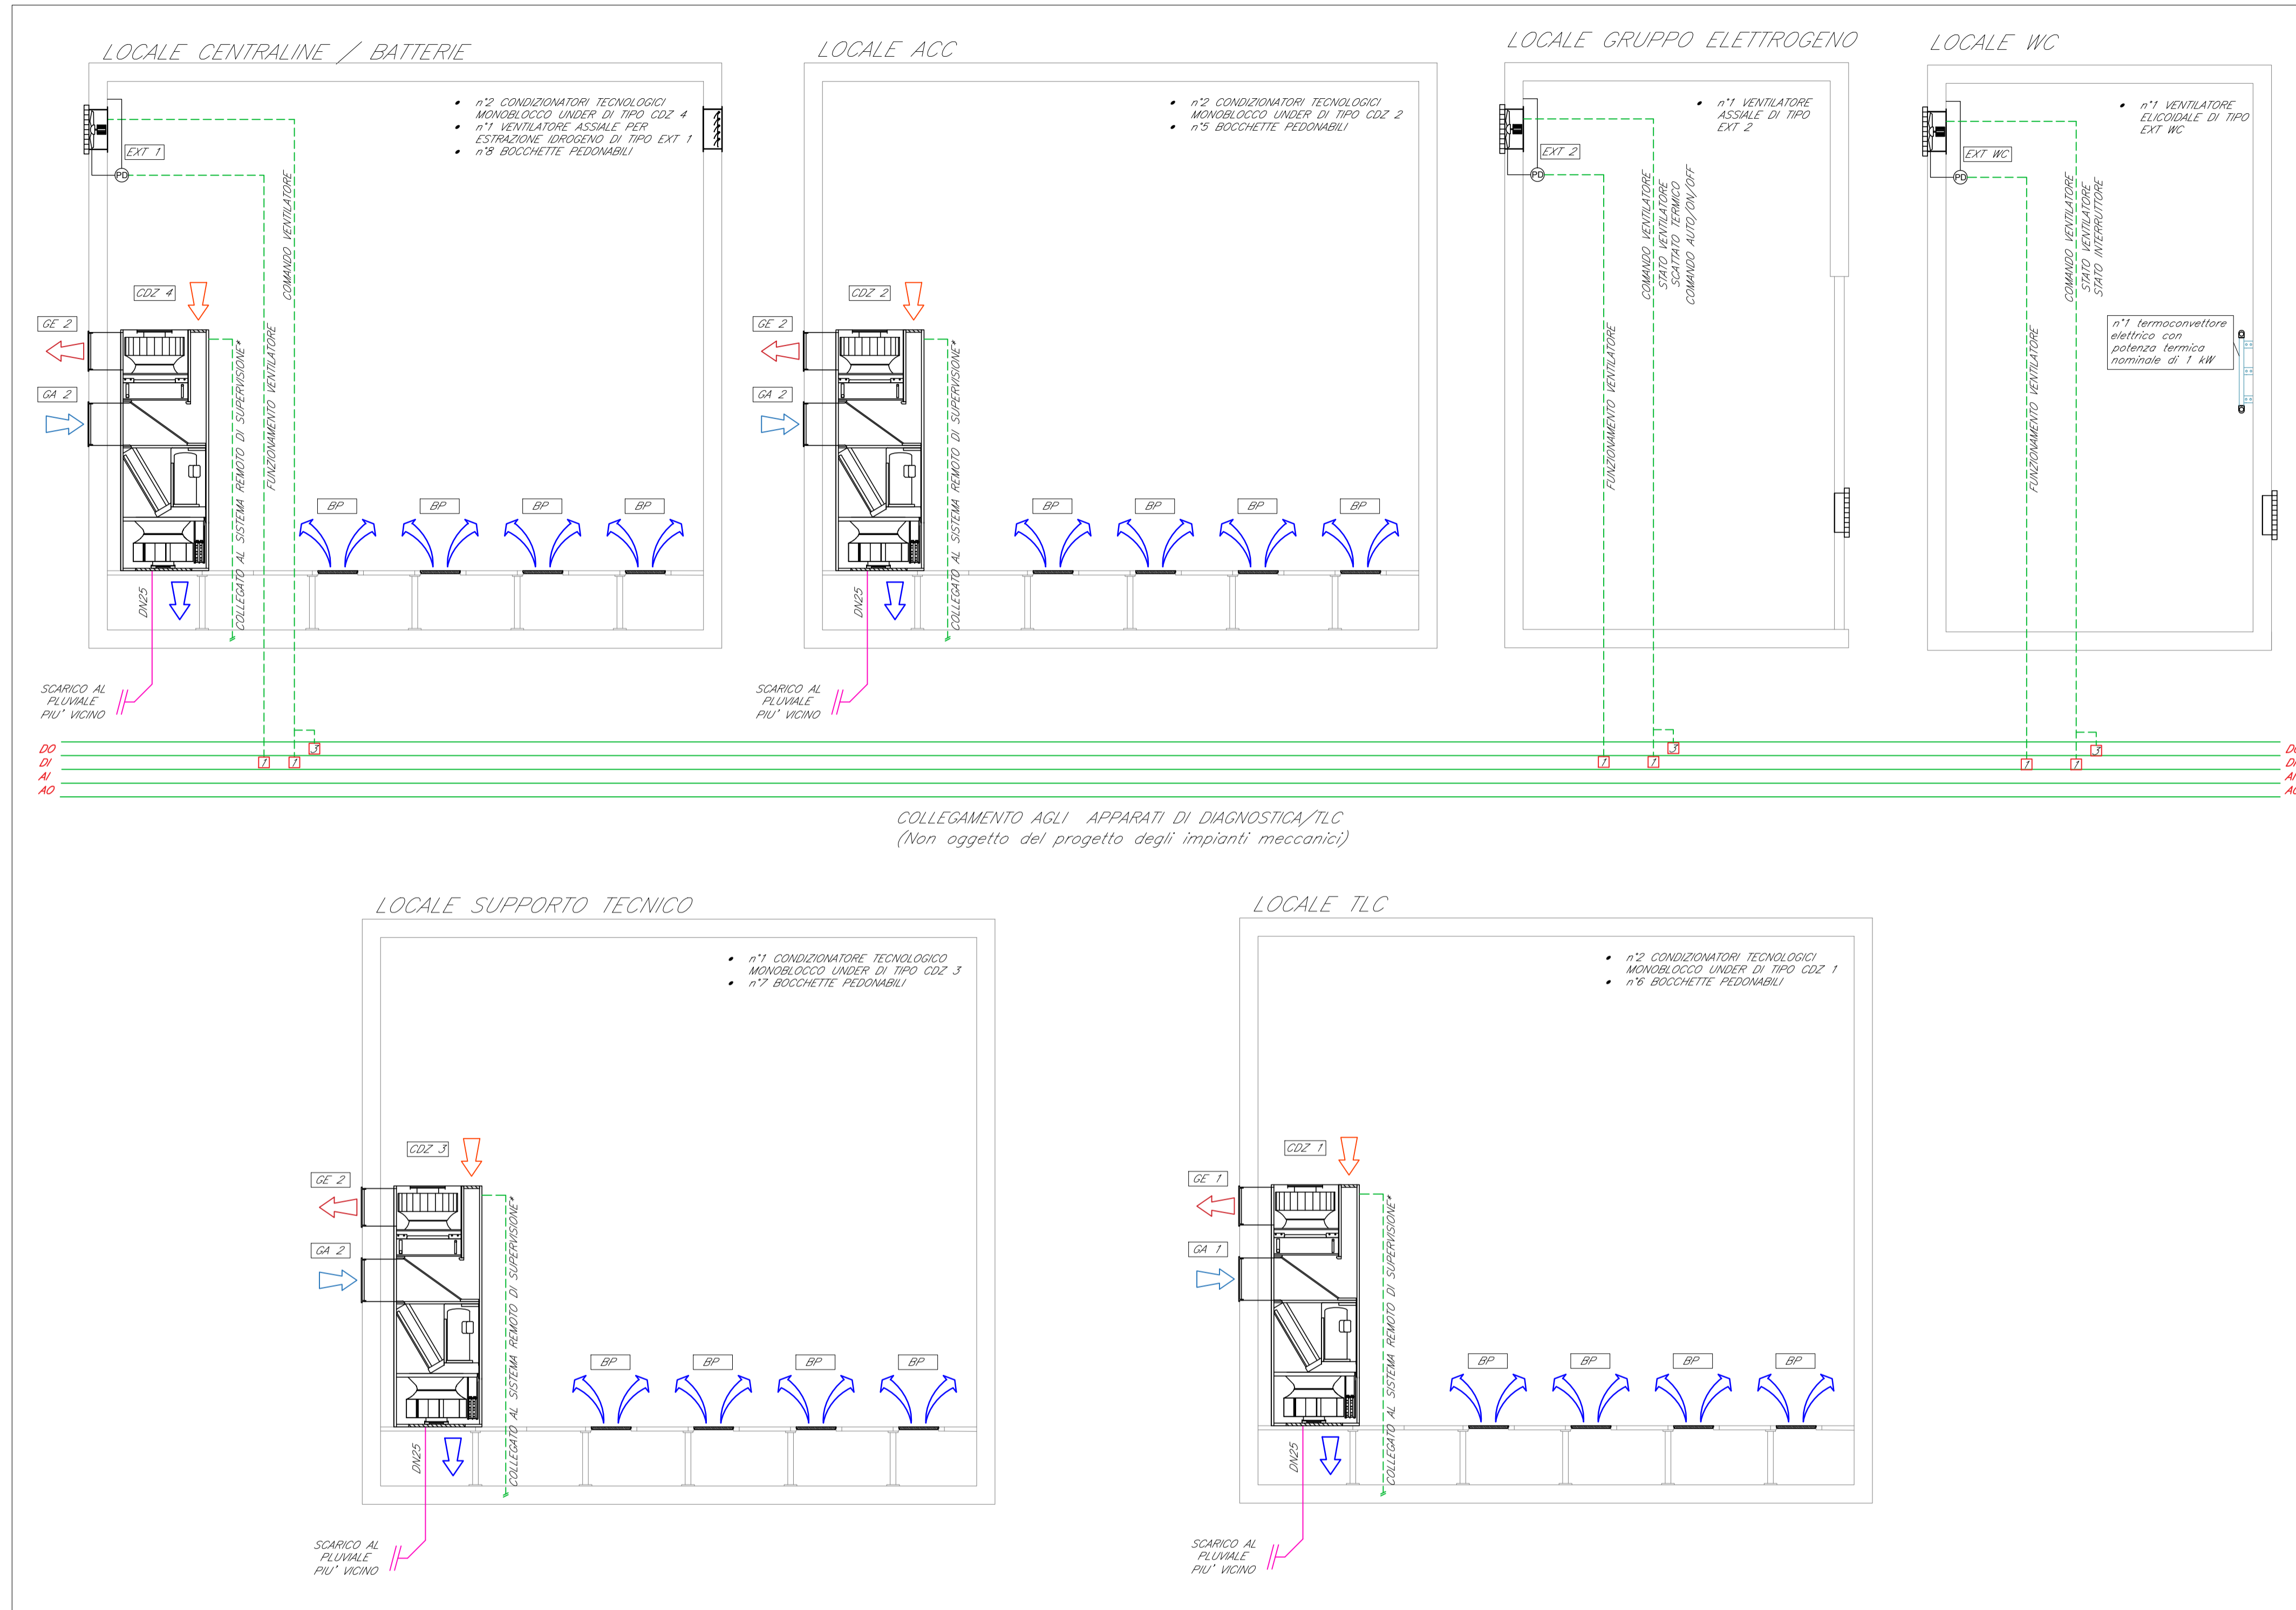 LOCALE CENTRALINE / BATTERIE
• n°2 CONDIZIONATORI TECNOLOGICI
MONOBLOCCO UNDER DI TIPO CDZ 4
• n°1 VENTILATORE ASSIALE PER
ESTRAZIONE IDROGENO DI TIPO EXT 1
• n°8 BOCCHETTE PEDONABILI
EXT 1
PD
COMANDO VENTILATORE
FUNZIONAMENTO VENTILATORE
COLLEGATO AL SISTEMA REMOTO DI SUPERVISIONE*
CDZ 4
GE 2
GA 2
BP
BP
BP
BP
DN25
SCARICO AL
PLUVIALE
PIU' VICINO
LOCALE ACC
• n°2 CONDIZIONATORI TECNOLOGICI
MONOBLOCCO UNDER DI TIPO CDZ 2
• n°5 BOCCHETTE PEDONABILI
CDZ 2
GE 2
GA 2
COLLEGATO AL SISTEMA REMOTO DI SUPERVISIONE*
BP
BP
BP
BP
DN25
SCARICO AL
PLUVIALE
PIU' VICINO
LOCALE GRUPPO ELETTROGENO
• n°1 VENTILATORE
ASSIALE DI TIPO
EXT 2
EXT 2
PD
COMANDO VENTILATORE
STATO VENTILATORE
SCATTATO TERMICO
COMANDO AUTO/ON/OFF
FUNZIONAMENTO VENTILATORE
LOCALE WC
• n°1 VENTILATORE
ELICOIDALE DI TIPO
EXT WC
EXT WC
PD
COMANDO VENTILATORE
STATO VENTILATORE
STATO INTERRUTTORE
FUNZIONAMENTO VENTILATORE
n°1 termoconvettore
elettrico con
potenza termica
nominale di 1 kW
DO
DI
AI
AO
1
1
3
1
1
3
1
1
3
DO
DI
AI
AO
COLLEGAMENTO AGLI APPARATI DI DIAGNOSTICA/TLC
(Non oggetto del progetto degli impianti meccanici)
LOCALE SUPPORTO TECNICO
• n°1 CONDIZIONATORE TECNOLOGICO
MONOBLOCCO UNDER DI TIPO CDZ 3
• n°7 BOCCHETTE PEDONABILI
CDZ 3
GE 2
GA 2
COLLEGATO AL SISTEMA REMOTO DI SUPERVISIONE*
BP
BP
BP
BP
DN25
SCARICO AL
PLUVIALE
PIU' VICINO
LOCALE TLC
• n°2 CONDIZIONATORI TECNOLOGICI
MONOBLOCCO UNDER DI TIPO CDZ 1
• n°6 BOCCHETTE PEDONABILI
CDZ 1
GE 1
GA 1
COLLEGATO AL SISTEMA REMOTO DI SUPERVISIONE*
BP
BP
BP
BP
DN25
SCARICO AL
PLUVIALE
PIU' VICINO